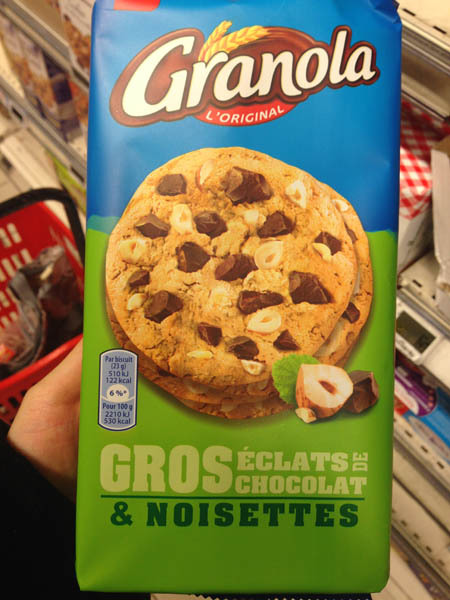 Granola
L'ORIGINAL
Par biscuit
(23 g)
510 kJ
122 kcal
6%*
Pour 100 g
2210 kJ
530 kcal
GROS ÉCLATS DE
CHOCOLAT
& NOISETTES